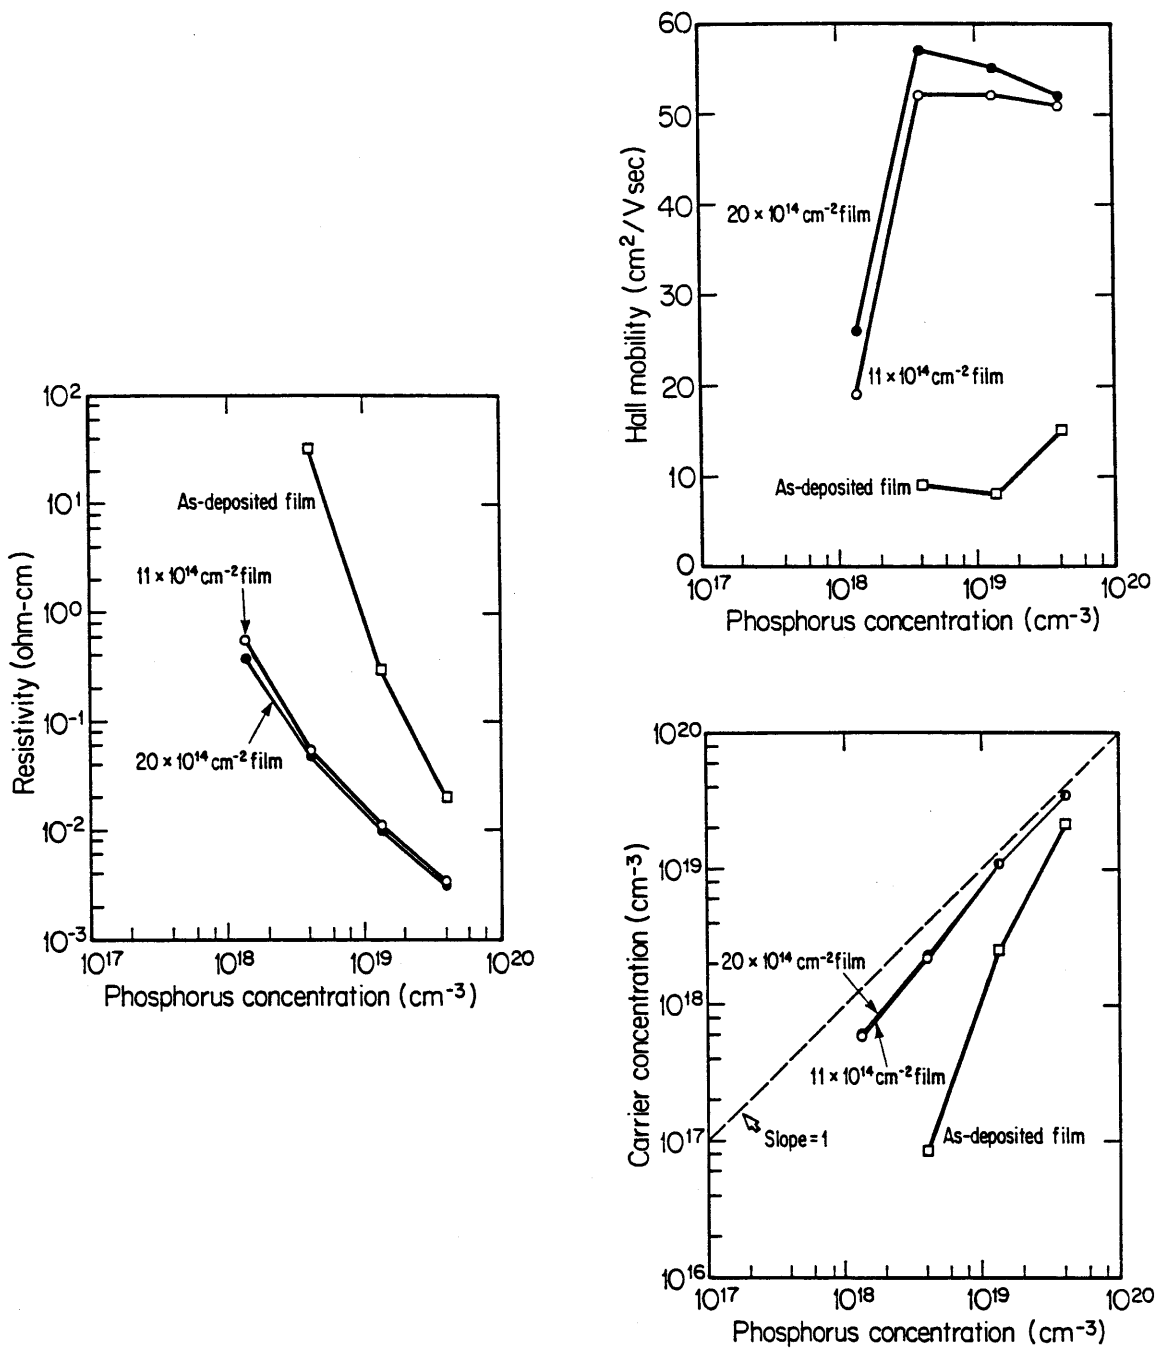 60
50
40
30
20
10
0
Hall mobility (cm²/V sec)
20 × 10¹⁴ cm⁻² film
11 × 10¹⁴ cm⁻² film
As-deposited film
10¹⁷ 10¹⁸ 10¹⁹ 10²⁰
Phosphorus concentration (cm⁻³)
10²
10¹
10⁰
10⁻¹
10⁻²
10⁻³
Resistivity (ohm-cm)
As-deposited film
11 × 10¹⁴ cm⁻² film
20 × 10¹⁴ cm⁻² film
10¹⁷ 10¹⁸ 10¹⁹ 10²⁰
Phosphorus concentration (cm⁻³)
10²⁰
10¹⁹
10¹⁸
10¹⁷
10¹⁶
Carrier concentration (cm⁻³)
20 × 10¹⁴ cm⁻² film
11 × 10¹⁴ cm⁻² film
Slope = 1
As-deposited film
10¹⁷ 10¹⁸ 10¹⁹ 10²⁰
Phosphorus concentration (cm⁻³)